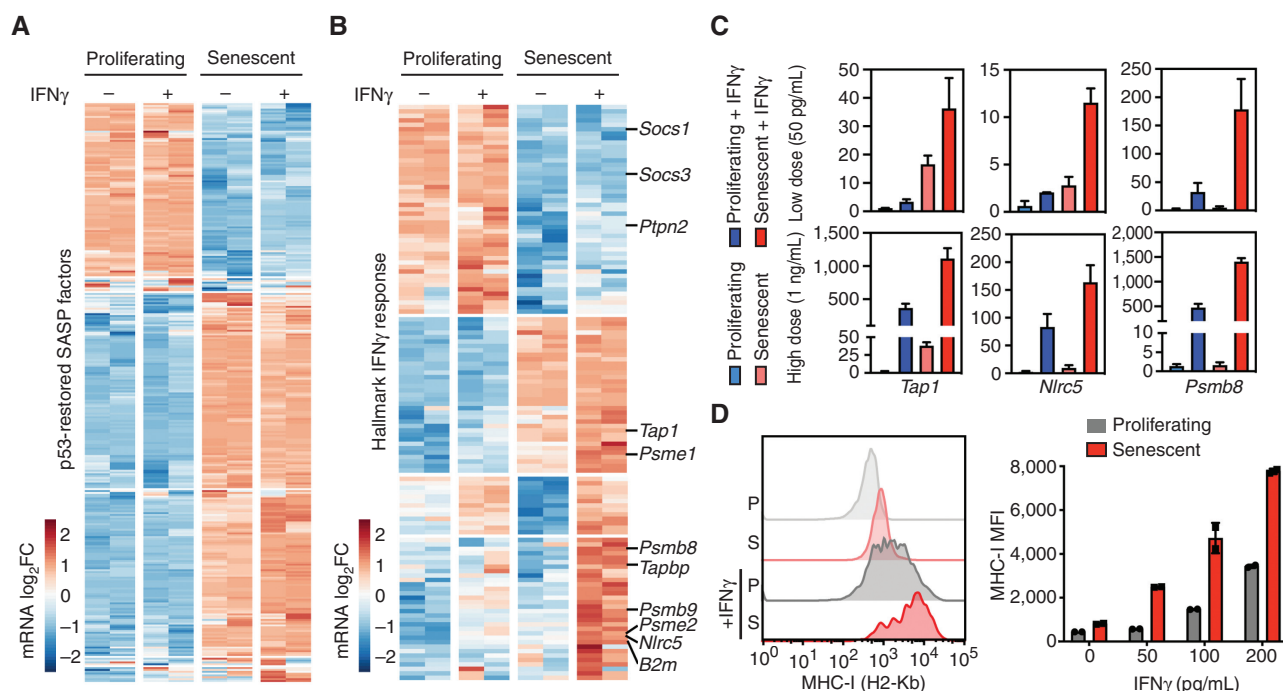 A
Proliferating Senescent
IFNγ − + − +
p53-restored SASP factors
mRNA log2FC
2
1
0
−1
−2
B
Proliferating Senescent
IFNγ − + − +
Hallmark IFNγ response
Socs1
Socs3
Ptpn2
Tap1
Psme1
Psmb8
Tapbp
Psmb9
Psme2
Nlrc5
B2m
mRNA log2FC
2
1
0
−1
−2
C
Proliferating
Proliferating + IFNγ
Senescent
Senescent + IFNγ
Low dose (50 pg/mL)
50
40
30
20
10
0
15
10
5
0
250
200
150
100
50
0
High dose (1 ng/mL)
1,500
1,000
500
50
25
0
250
200
150
100
50
0
2,000
1,500
1,000
500
10
5
0
Tap1 Nlrc5 Psmb8
D
P
S
P
S
+IFNγ
10^0 10^1 10^2 10^3 10^4 10^5
MHC-I (H2-Kb)
Proliferating
Senescent
MHC-I MFI
8,000
6,000
4,000
2,000
0
0 50 100 200
IFNγ (pg/mL)